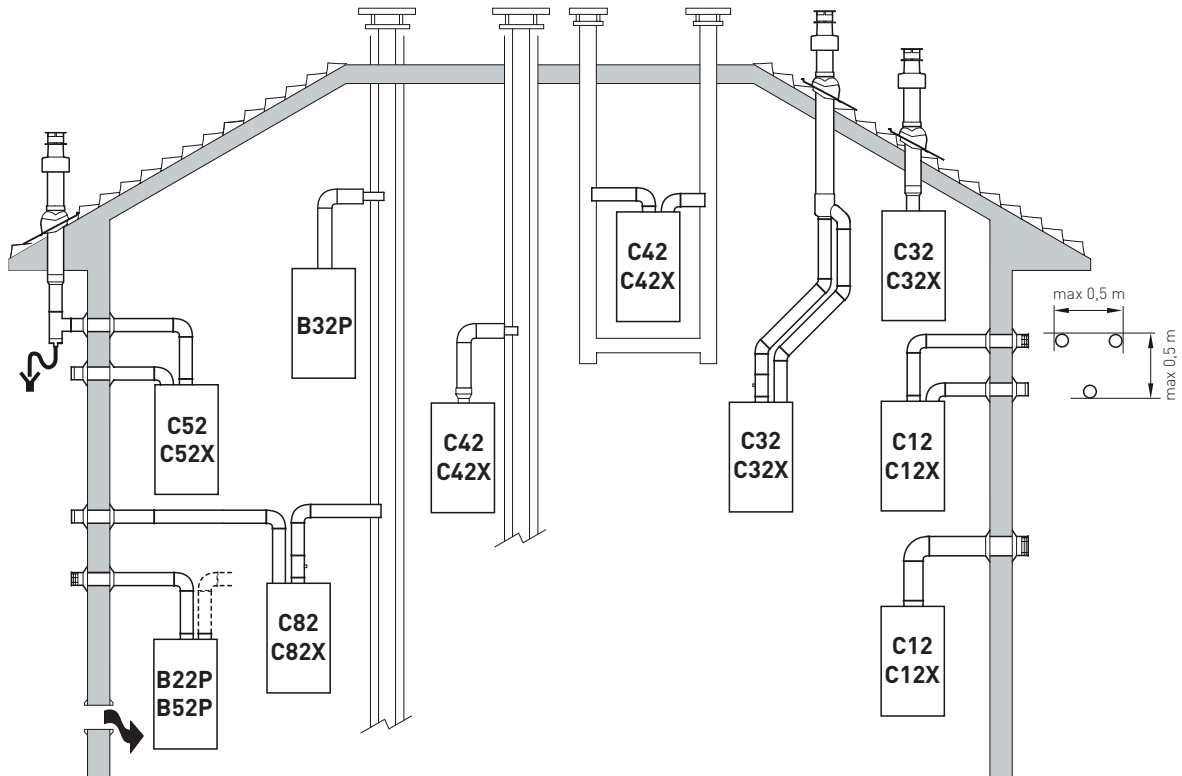 C42
C42X
C32
C32X
B32P
max 0,5 m
max 0,5 m
C52
C52X
C42
C42X
C32
C32X
C12
C12X
C82
C82X
B22P
B52P
C12
C12X